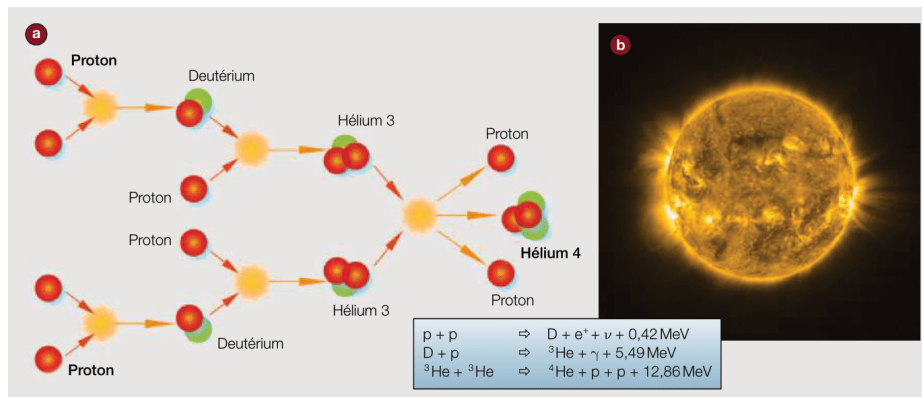 a
Proton
Deutérium
Hélium 3
Proton
Proton
Proton
Hélium 4
Hélium 3
Proton
Deutérium
Proton
p + p ⇨ D + e⁺ + ν + 0,42 MeV
D + p ⇨ ³He + γ + 5,49 MeV
³He + ³He ⇨ ⁴He + p + p + 12,86 MeV
b